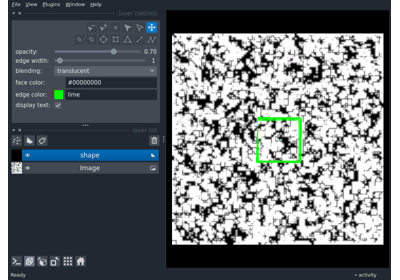 File View Plugins Window Help
layer controls
opacity: 0.70
edge width: 1
blending: translucent
face color: #00000000
edge color: lime
display text:
layer list
shape
Image
Ready
activity